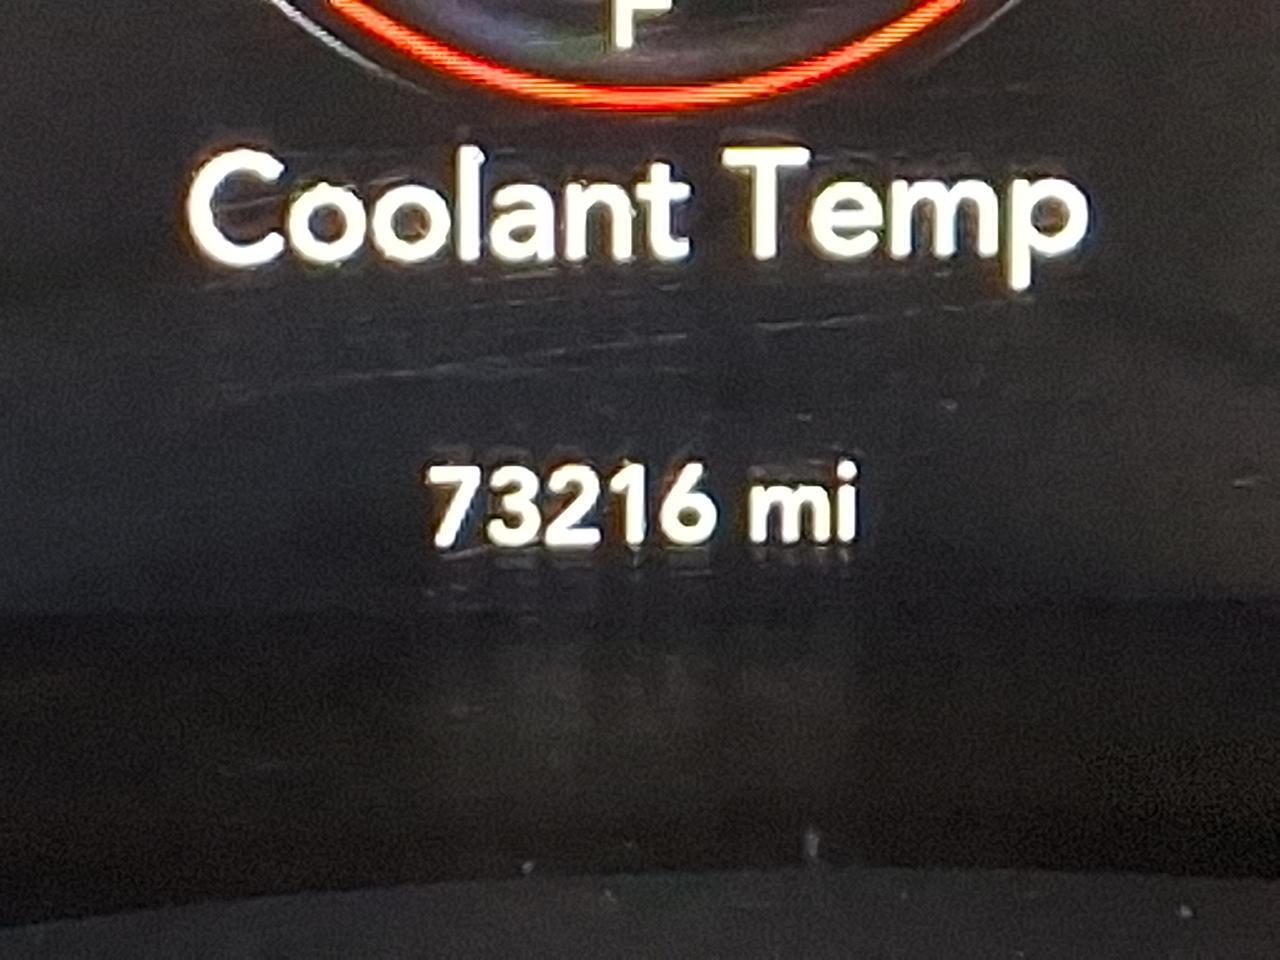 F
Coolant Temp
73216 mi